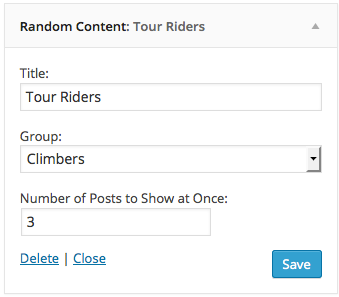 Random Content: Tour Riders
Title:
Tour Riders
Group:
Climbers
Number of Posts to Show at Once:
3
Delete | Close
Save